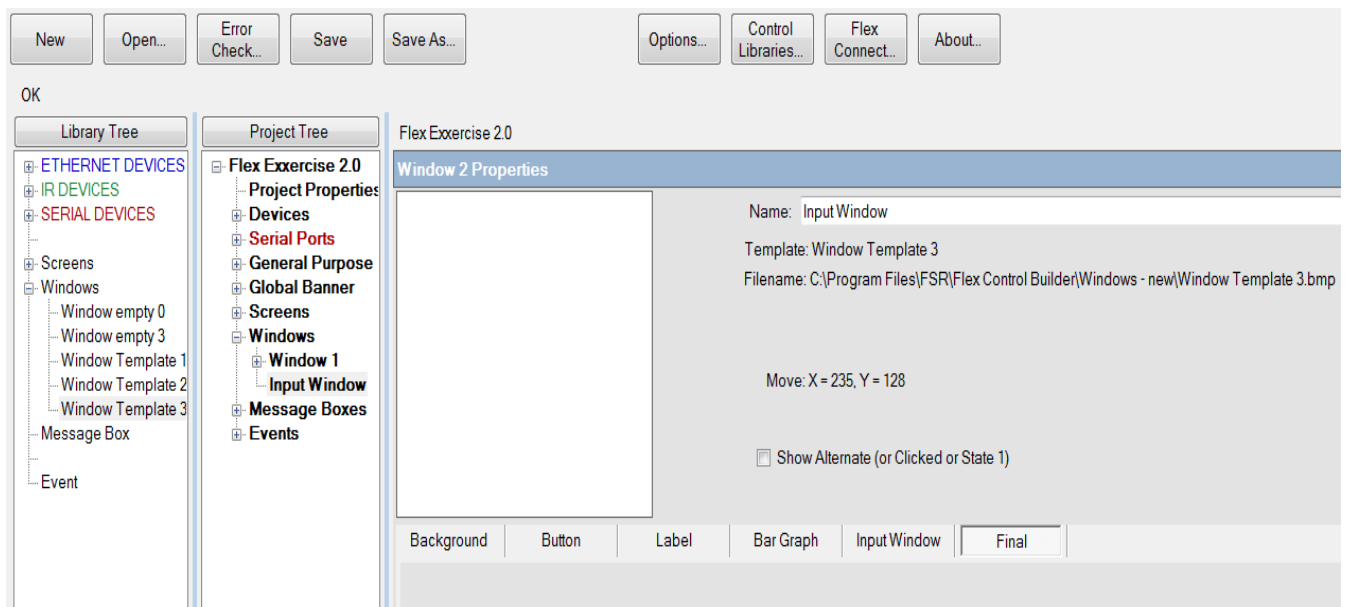 New
Open...
Error
Check...
Save
Save As...
Options...
Control
Libraries...
Flex
Connect...
About...
OK
Library Tree
ETHERNET DEVICES
IR DEVICES
SERIAL DEVICES
Screens
Windows
Window empty 0
Window empty 3
Window Template 1
Window Template 2
Window Template 3
Message Box
Event
Project Tree
Flex Exxercise 2.0
Project Properties
Devices
Serial Ports
General Purpose
Global Banner
Screens
Windows
Window 1
Input Window
Message Boxes
Events
Flex Exxercise 2.0
Window 2 Properties
Name: Input Window
Template: Window Template 3
Filename: C:\Program Files\FSR\Flex Control Builder\Windows - new\Window Template 3.bmp
Move: X = 235, Y = 128
Show Alternate (or Clicked or State 1)
Background
Button
Label
Bar Graph
Input Window
Final